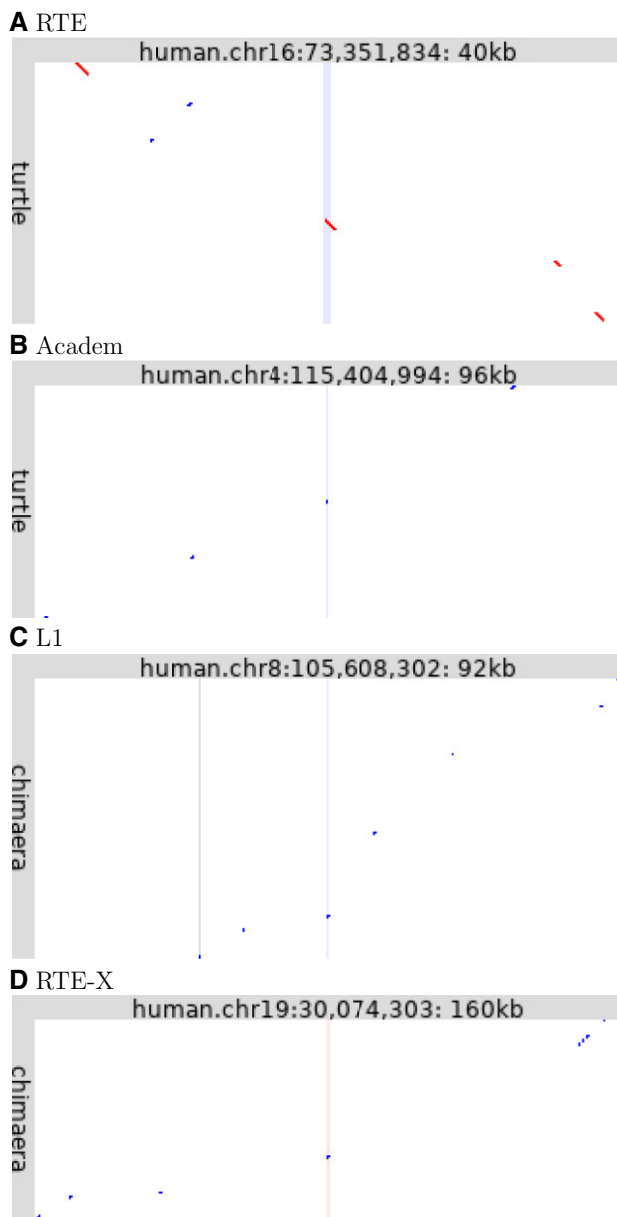 A RTE
human.chr16:73,351,834: 40kb
turtle
B Academ
human.chr4:115,404,994: 96kb
turtle
C L1
human.chr8:105,608,302: 92kb
chimaera
D RTE-X
human.chr19:30,074,303: 160kb
chimaera